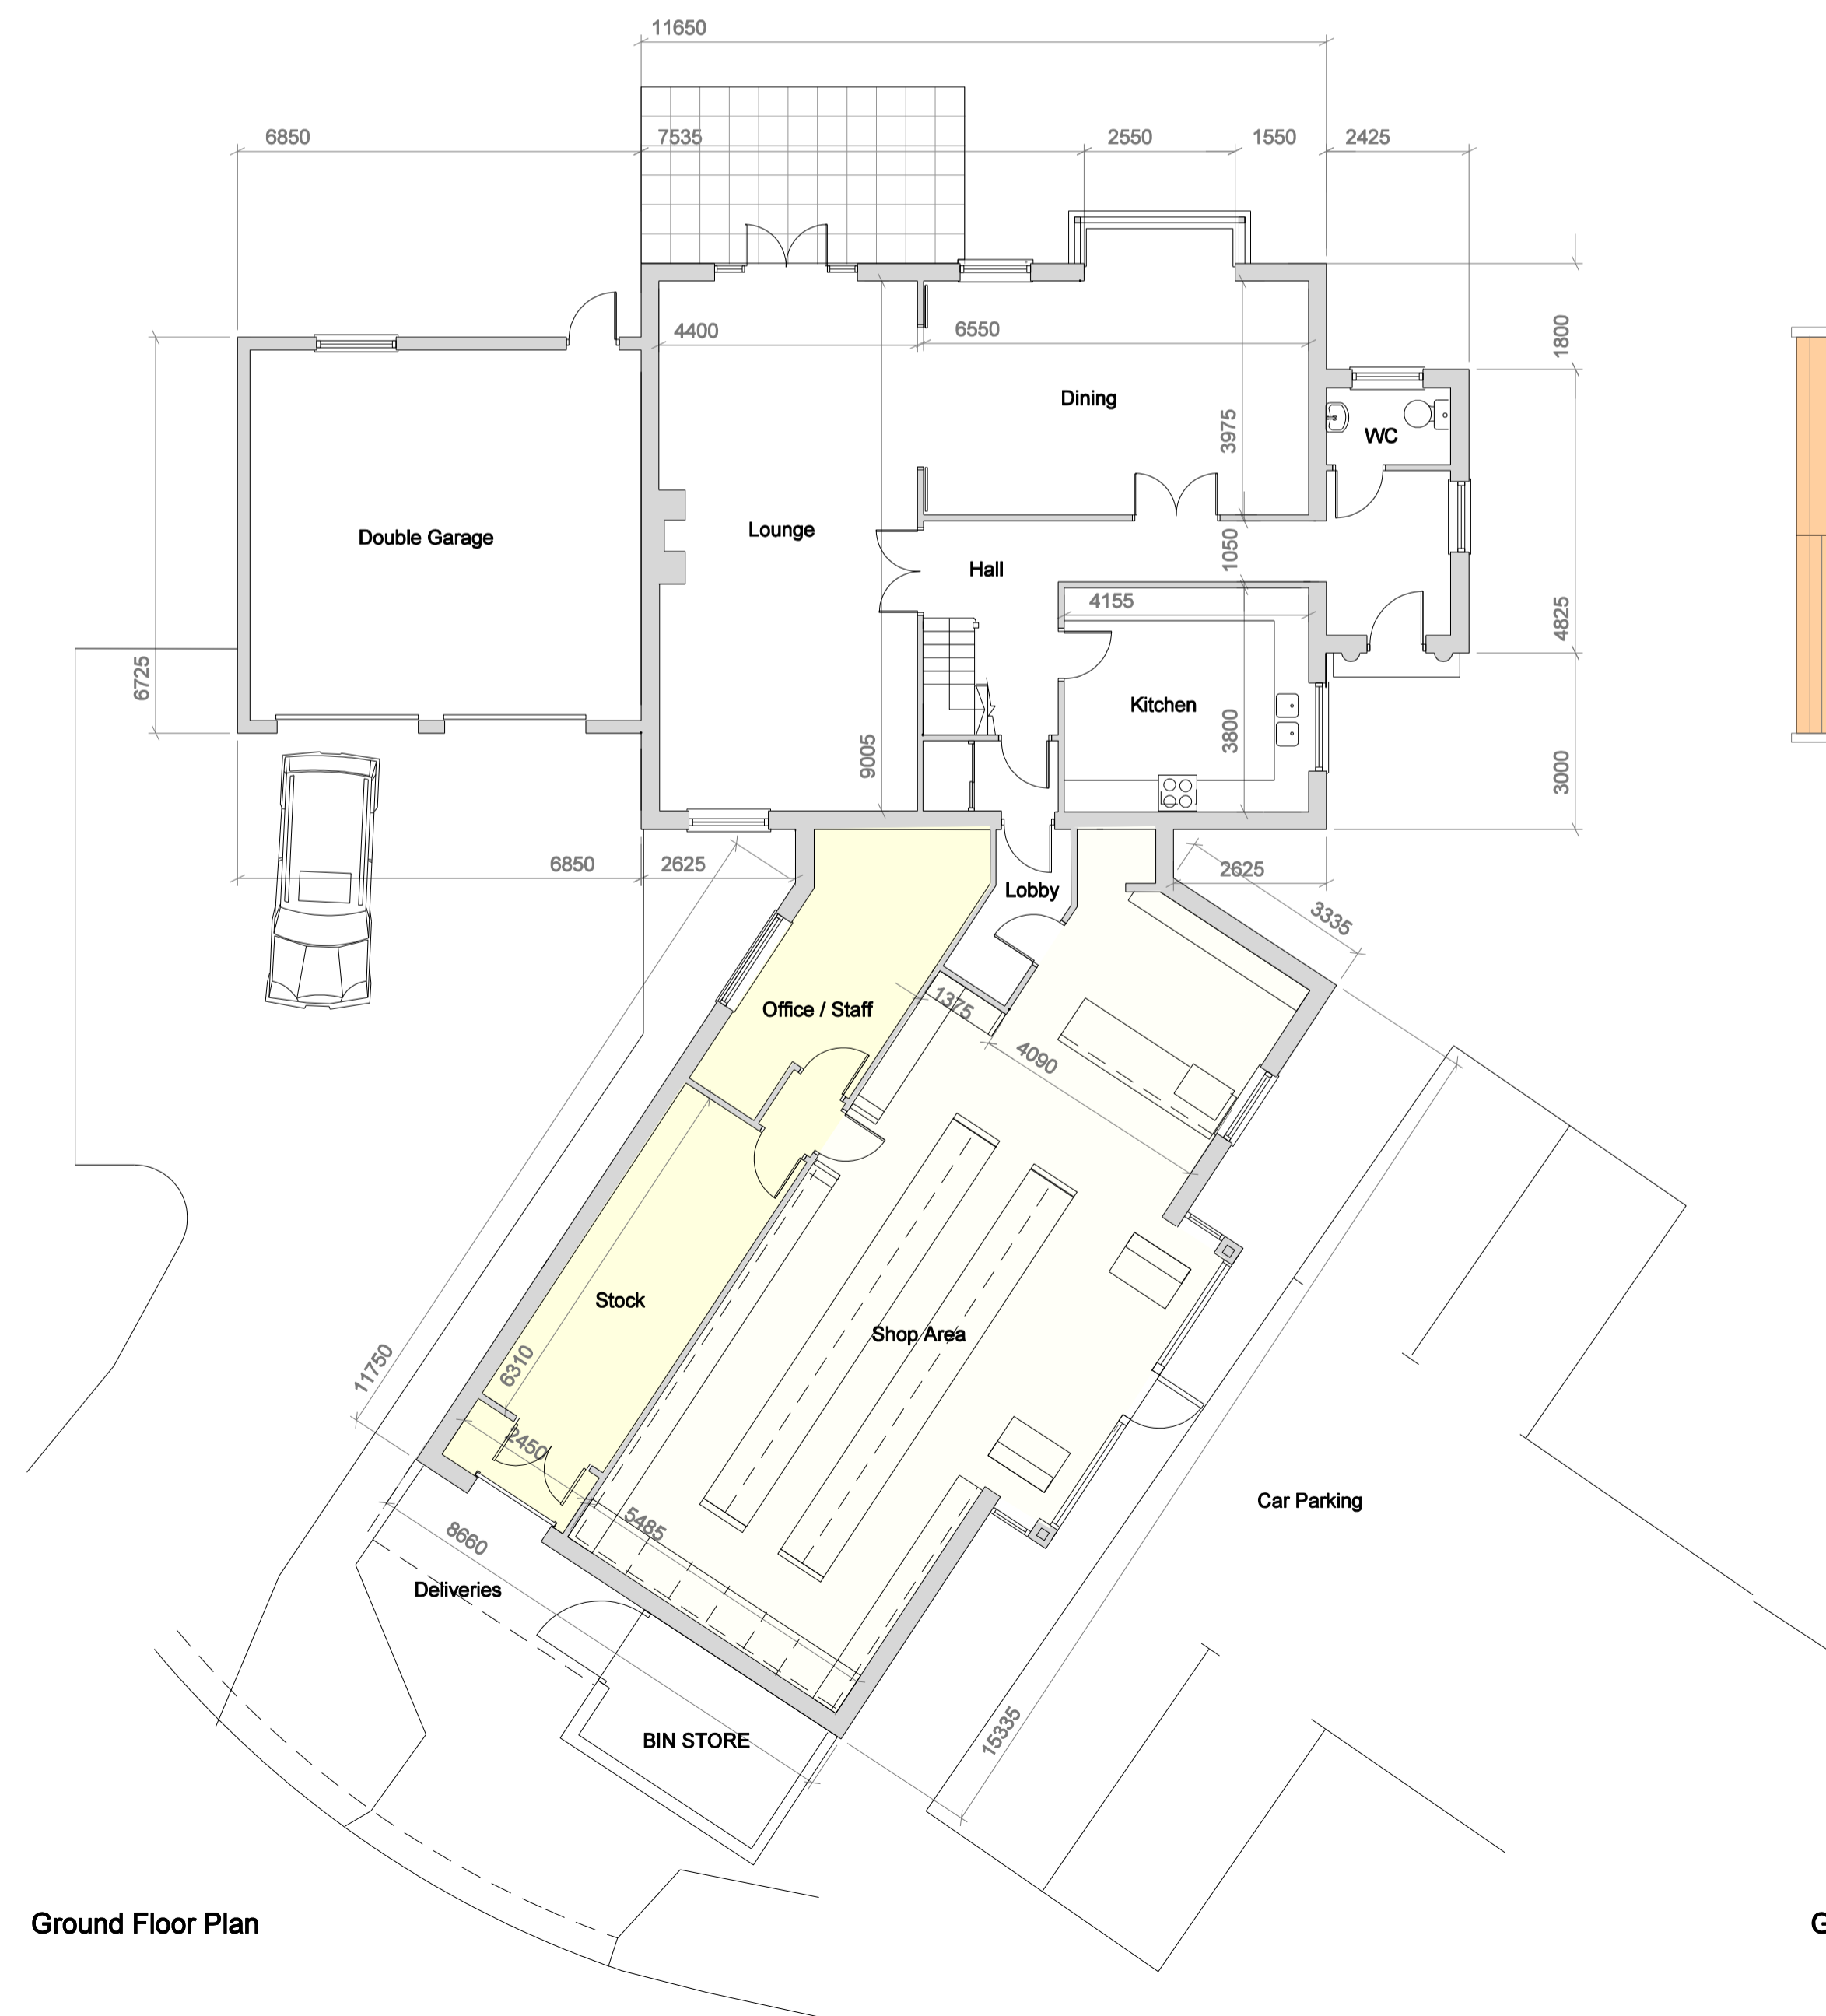 11650
6850
7535
2550
1550
2425
4400
6550
1800
Dining
3975
WC
Double Garage
Lounge
Hall
1050
4155
4825
6725
Kitchen
3800
9005
3000
6850
2625
2625
Lobby
3335
Office / Staff
1375
4090
Stock
Shop Area
6310
11750
2450
5485
Car Parking
8660
Deliveries
15335
BIN STORE
Ground Floor Plan
G